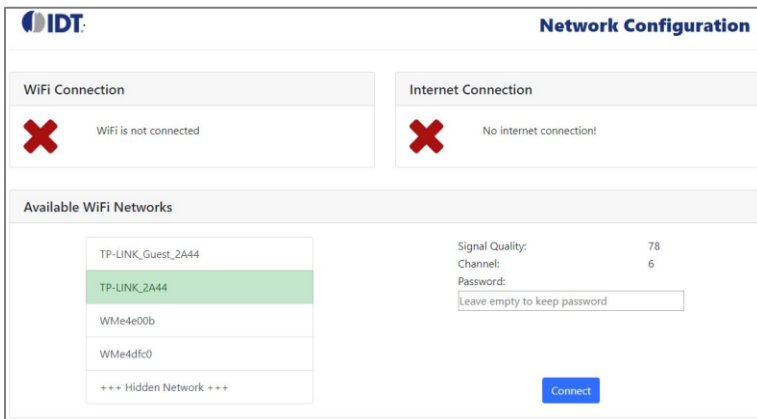 IDT.
Network Configuration
WiFi Connection
WiFi is not connected
Internet Connection
No internet connection!
Available WiFi Networks
TP-LINK_Guest_2A44
TP-LINK_2A44
WMe4e00b
WMe4dfc0
+++ Hidden Network +++
Signal Quality: 78
Channel: 6
Password:
Leave empty to keep password
Connect